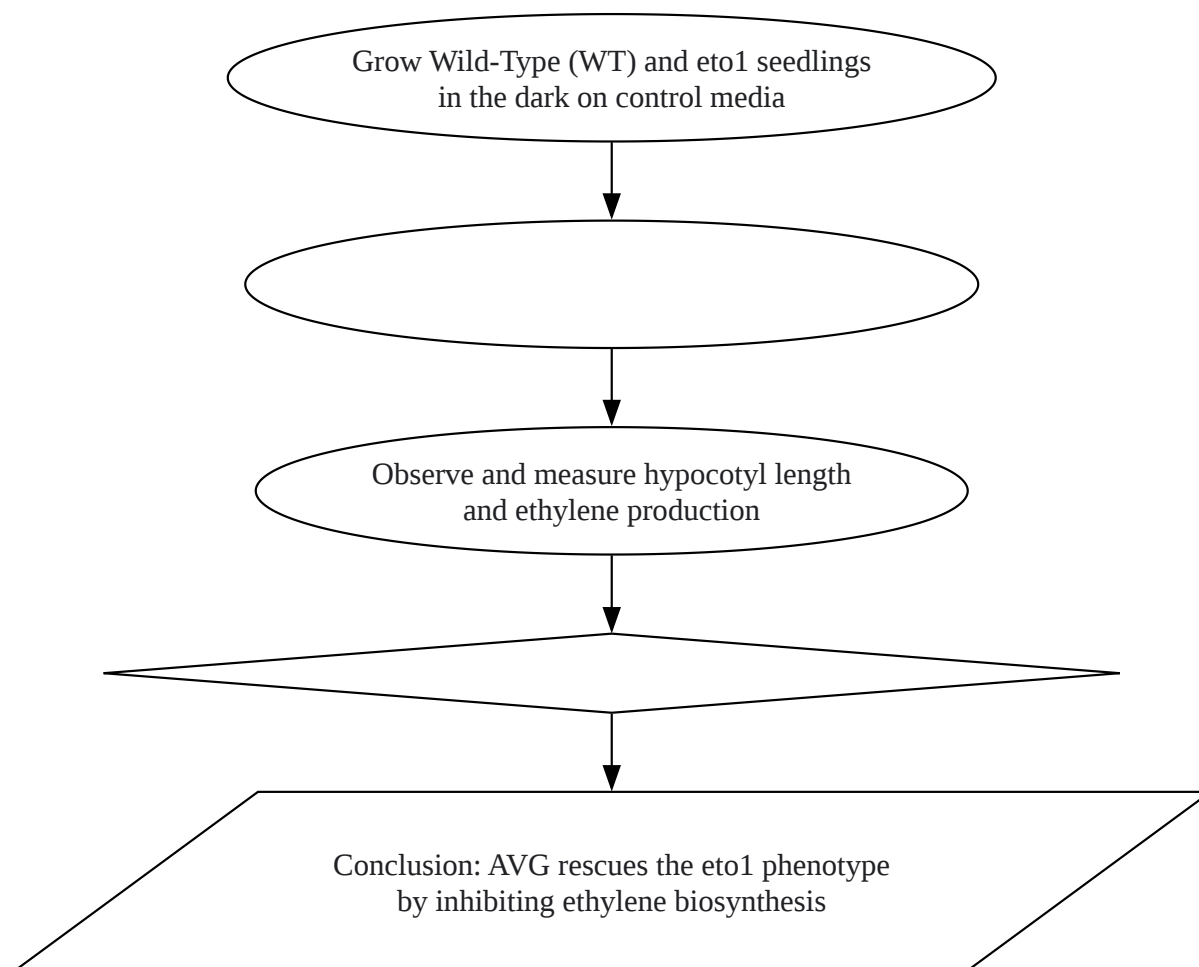 Grow Wild-Type (WT) and eto1 seedlings
in the dark on control media
Observe and measure hypocotyl length
and ethylene production
Conclusion: AVG rescues the eto1 phenotype
by inhibiting ethylene biosynthesis